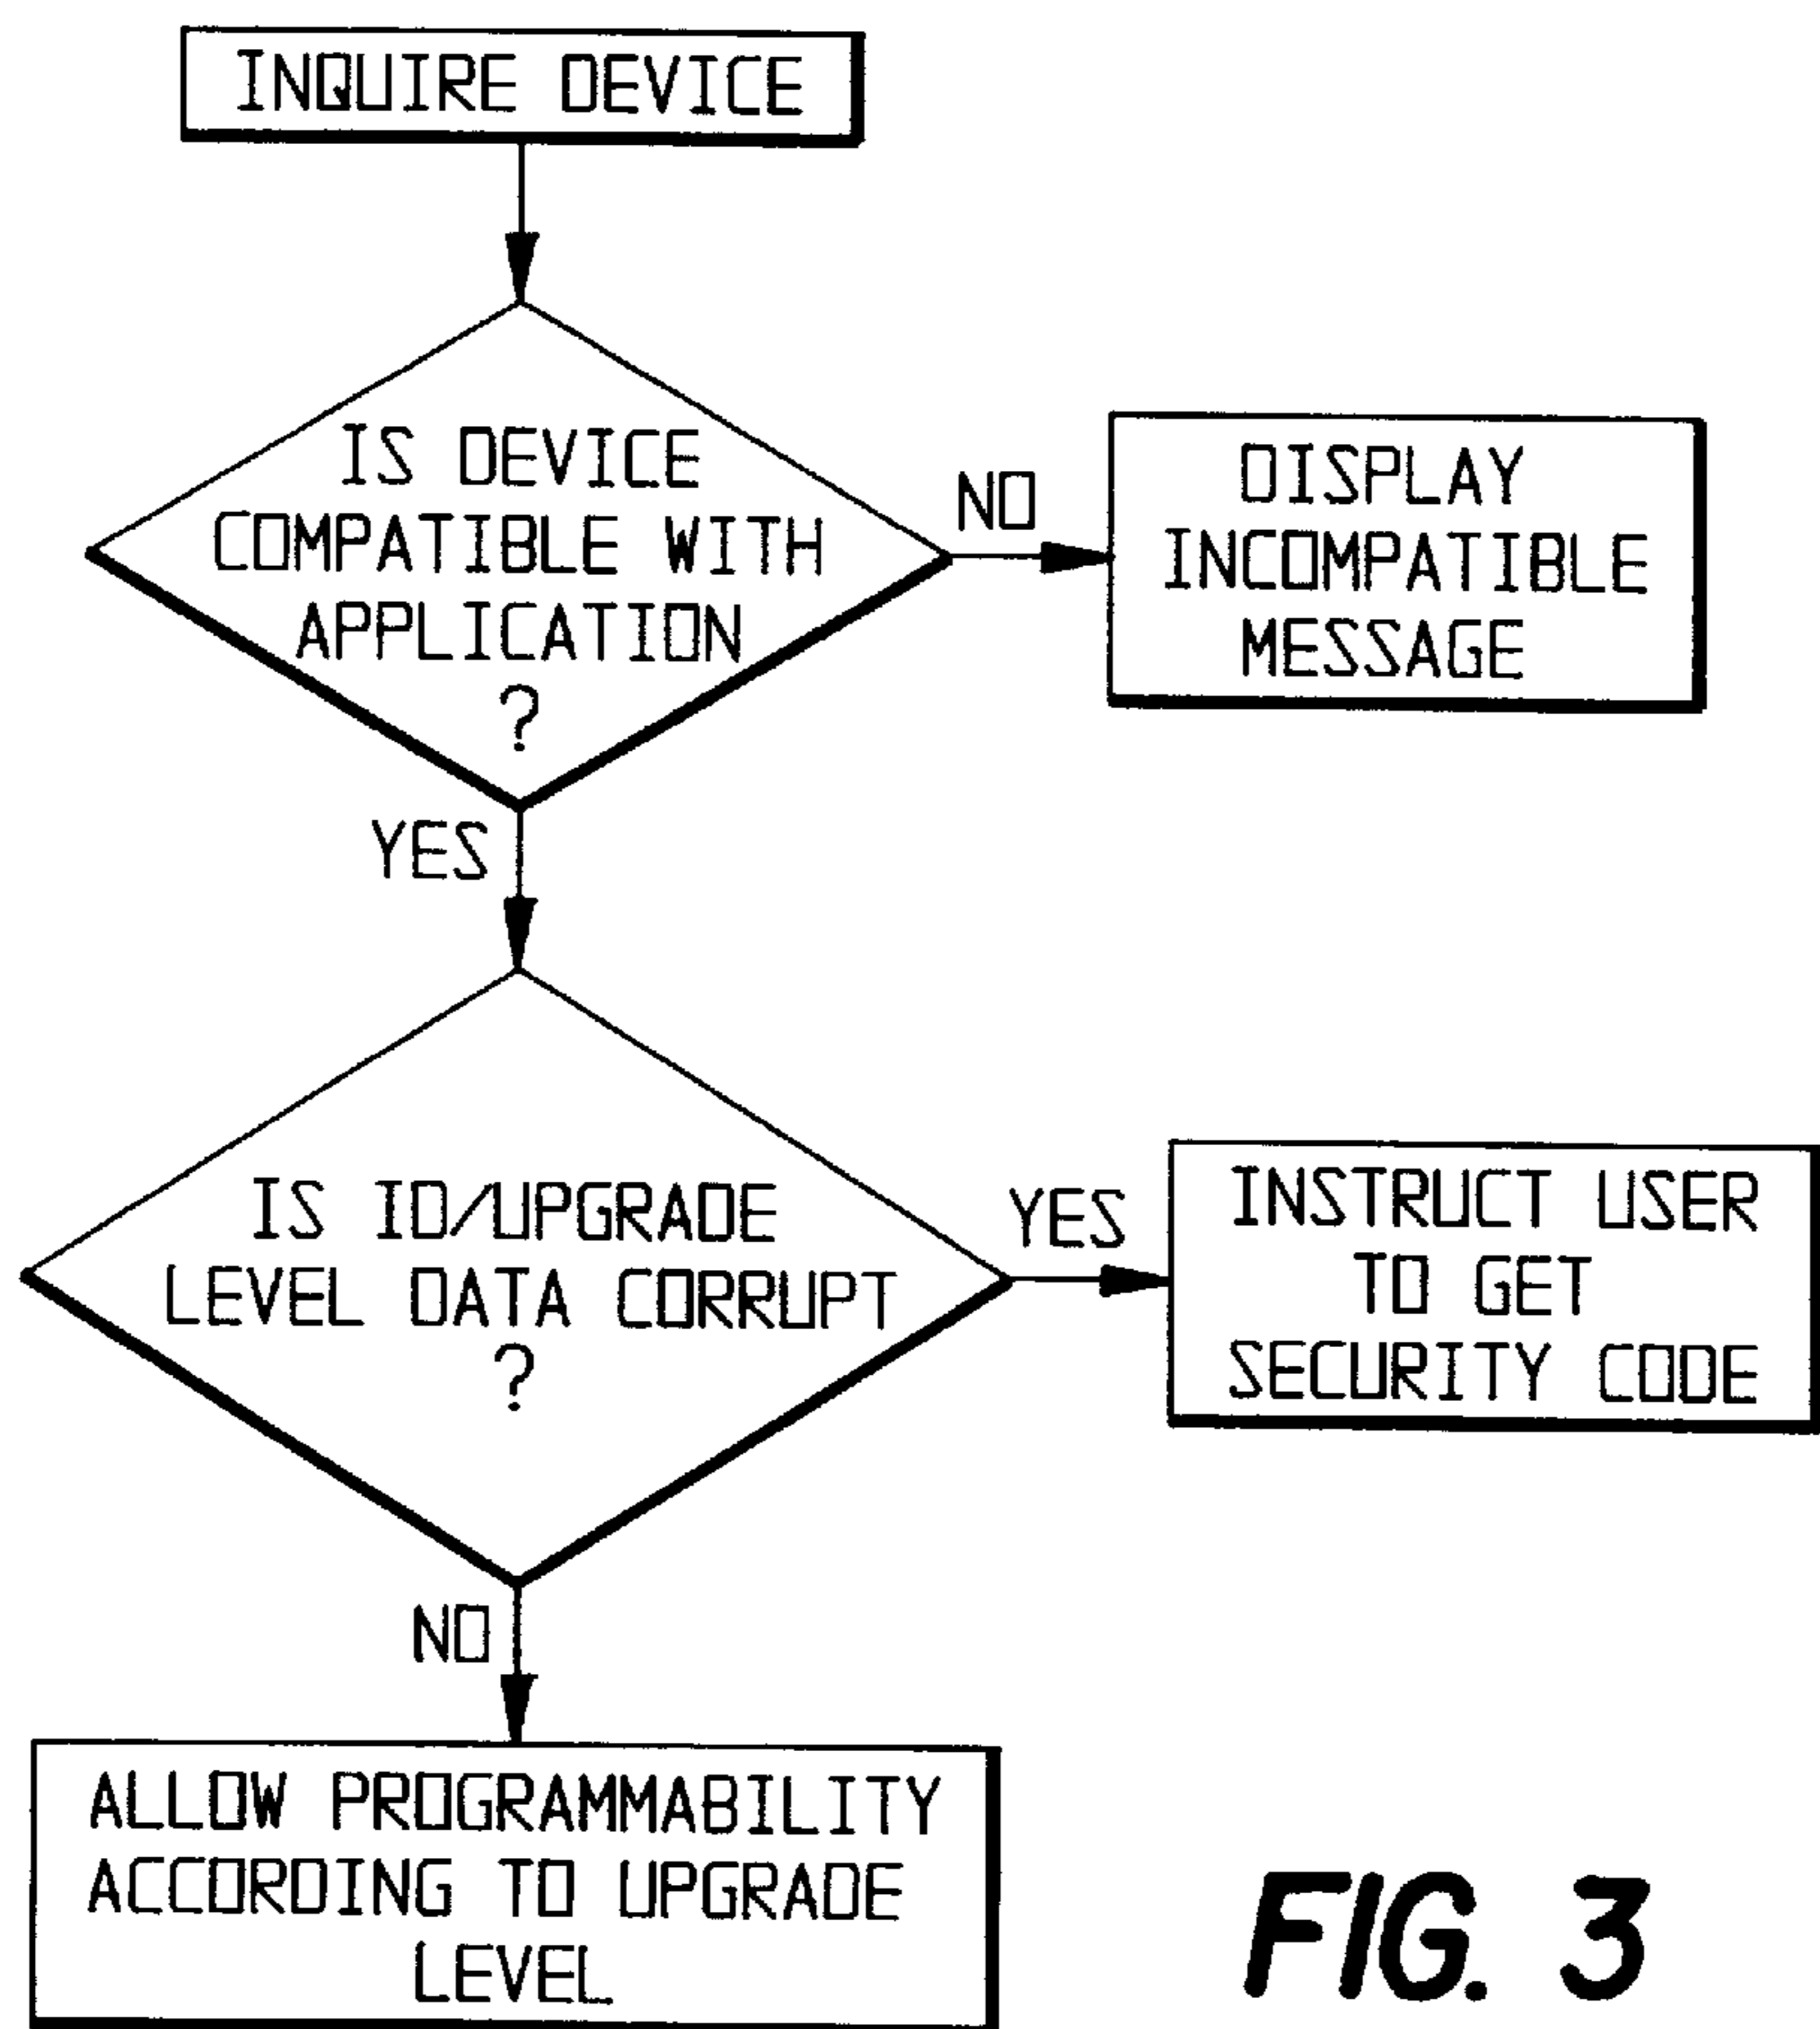 INQUIRE DEVICE
IS DEVICE
COMPATIBLE WITH
APPLICATION
?
NO
DISPLAY
INCOMPATIBLE
MESSAGE
YES
IS ID/UPGRADE
LEVEL DATA CORRUPT
?
YES
INSTRUCT USER
TO GET
SECURITY CODE
NO
ALLOW PROGRAMMABILITY
ACCORDING TO UPGRADE
LEVEL
FIG. 3